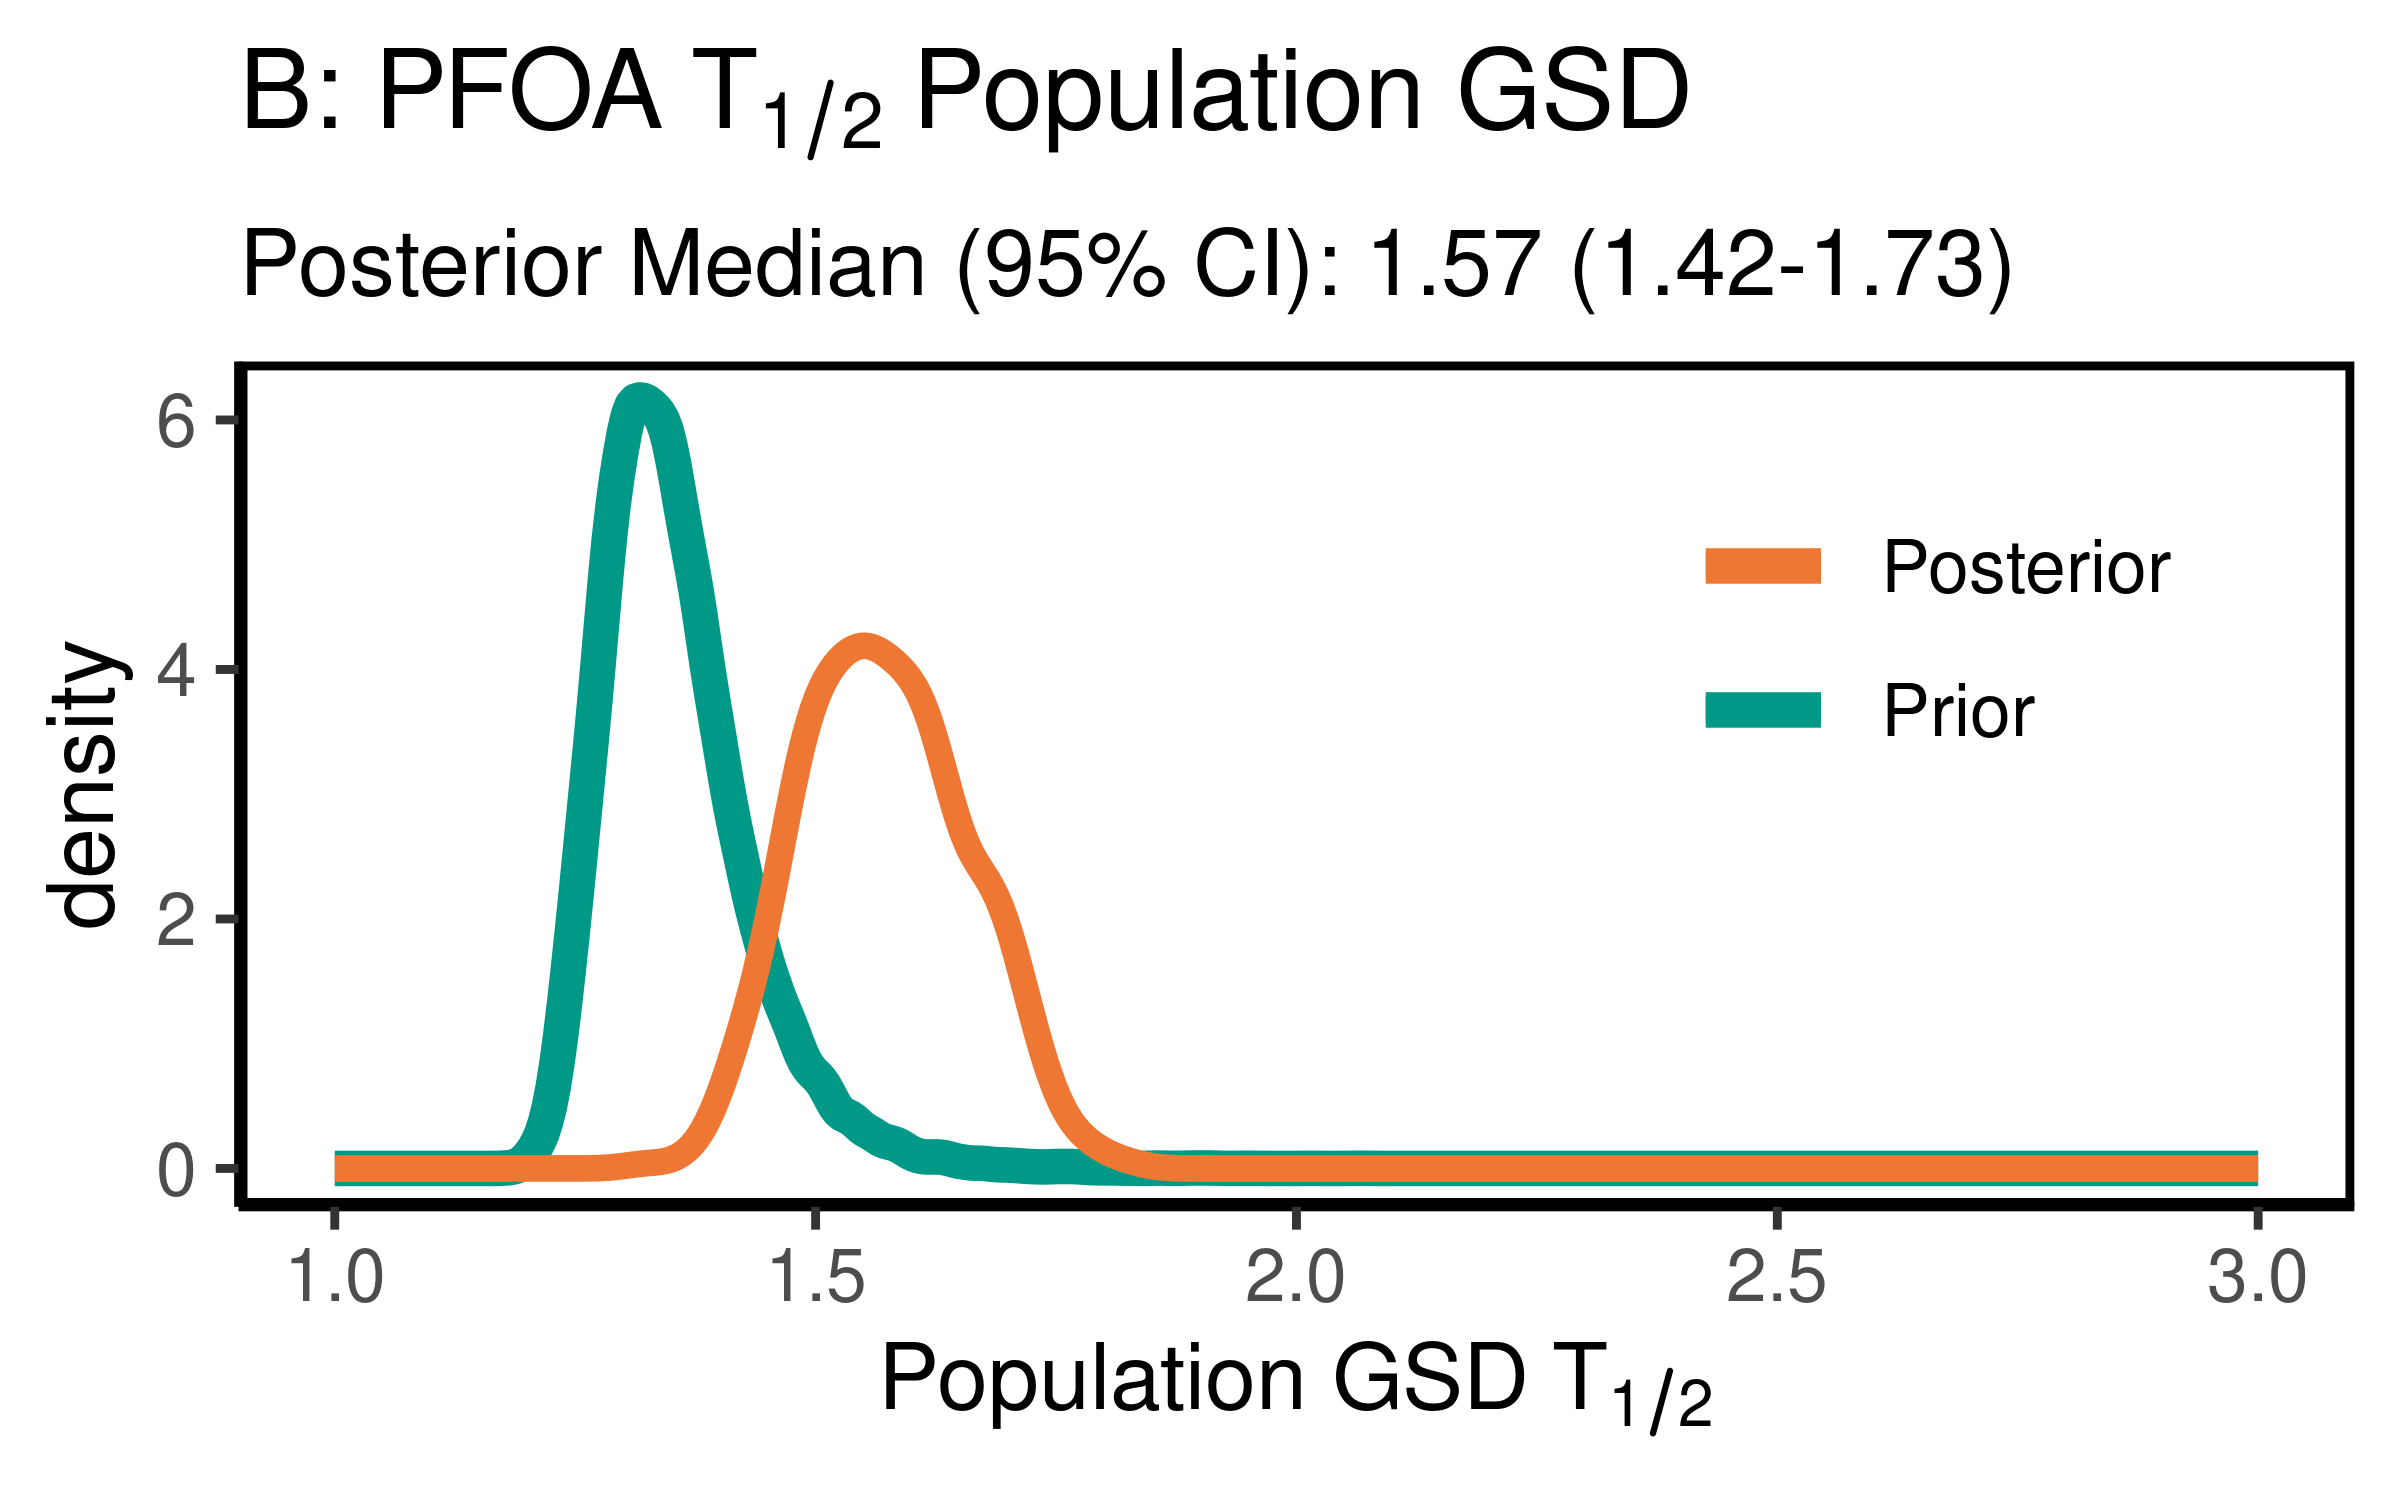 B: PFOA T1/2 Population GSD
Posterior Median (95% CI): 1.57 (1.42-1.73)
density
6
4
2
0
Posterior
Prior
1.0 1.5 2.0 2.5 3.0
Population GSD T1/2